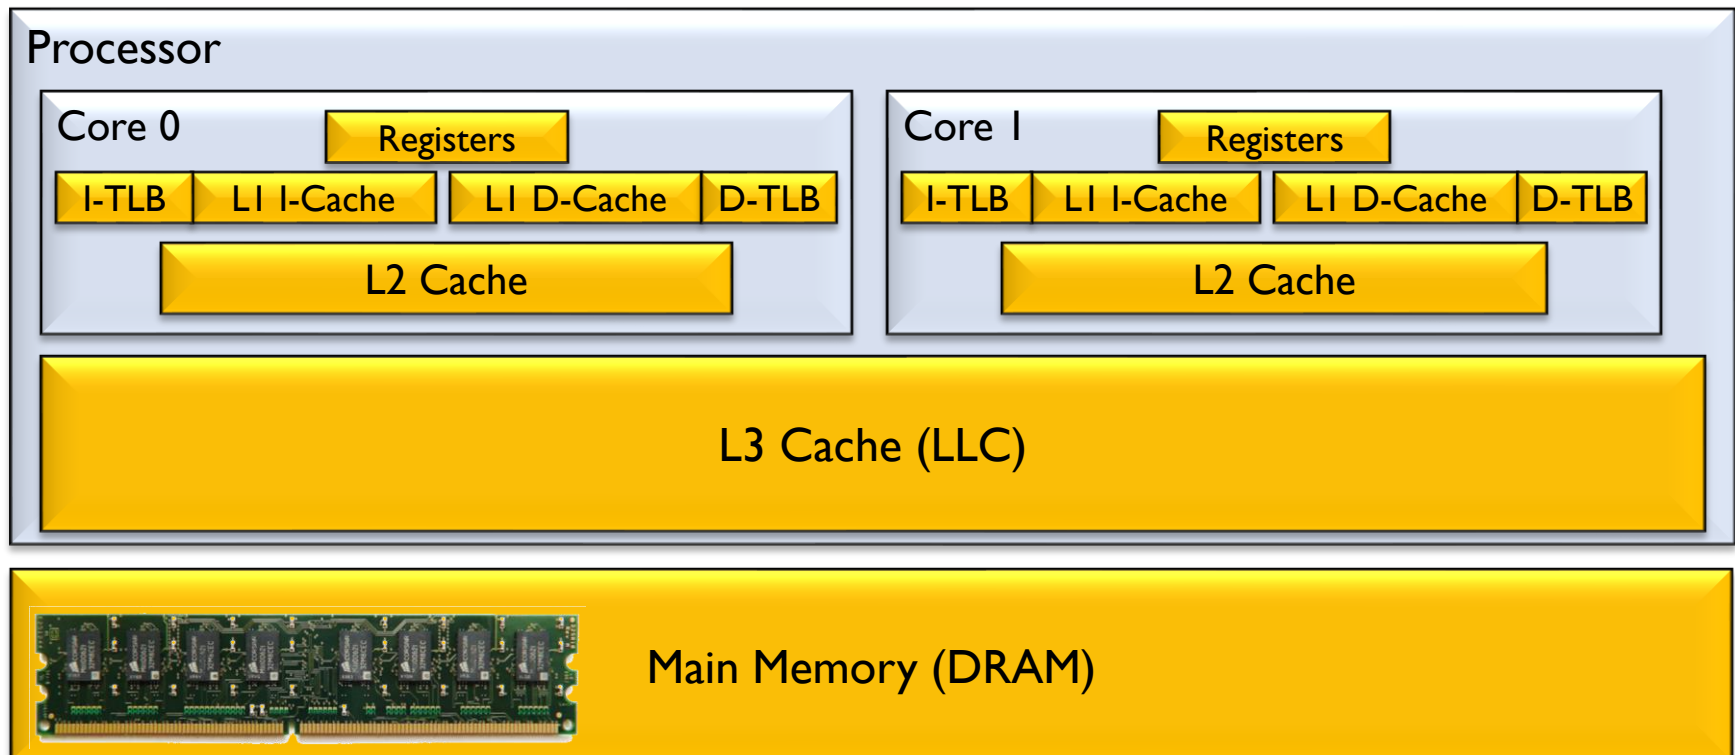 Processor
Core 0
Registers
I-TLB
L1 I-Cache
L1 D-Cache
D-TLB
L2 Cache
Core 1
Registers
I-TLB
L1 I-Cache
L1 D-Cache
D-TLB
L2 Cache
L3 Cache (LLC)
Main Memory (DRAM)